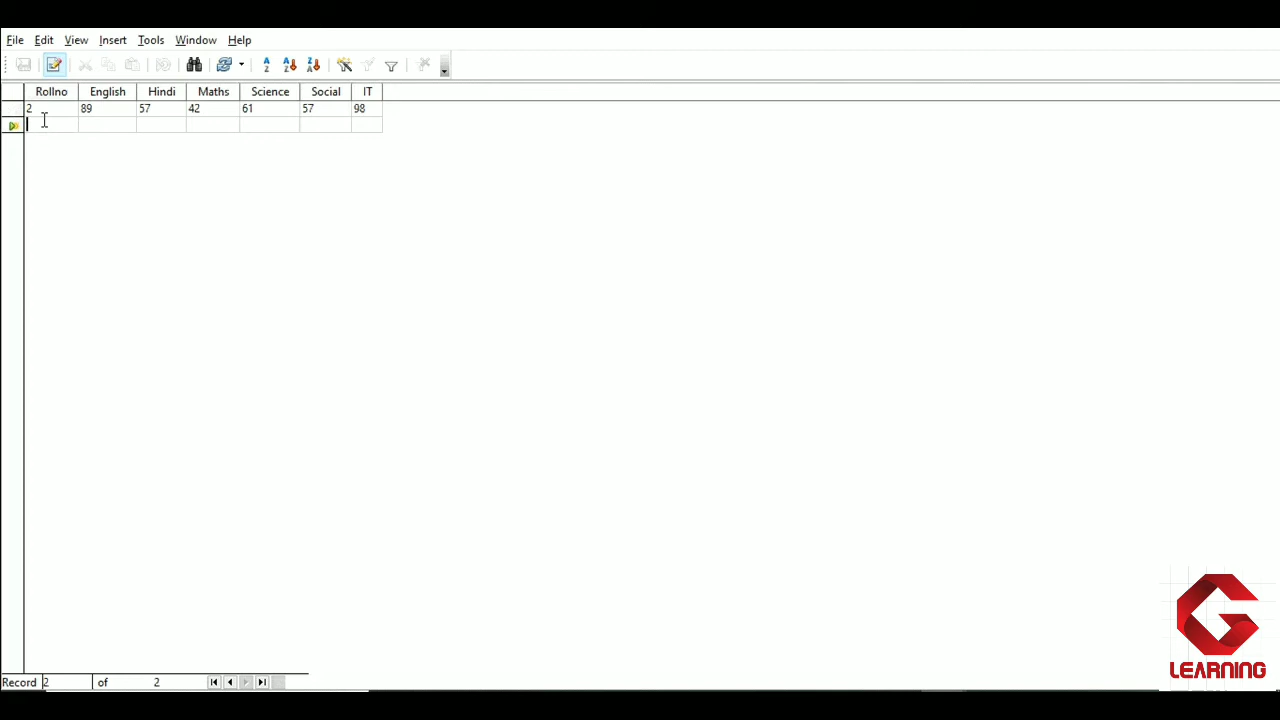 File Edit View Insert Tools Window Help
Rollno English Hindi Maths Science Social IT
2 89 57 42 61 57 98
Record 2 of 2
LEARNING